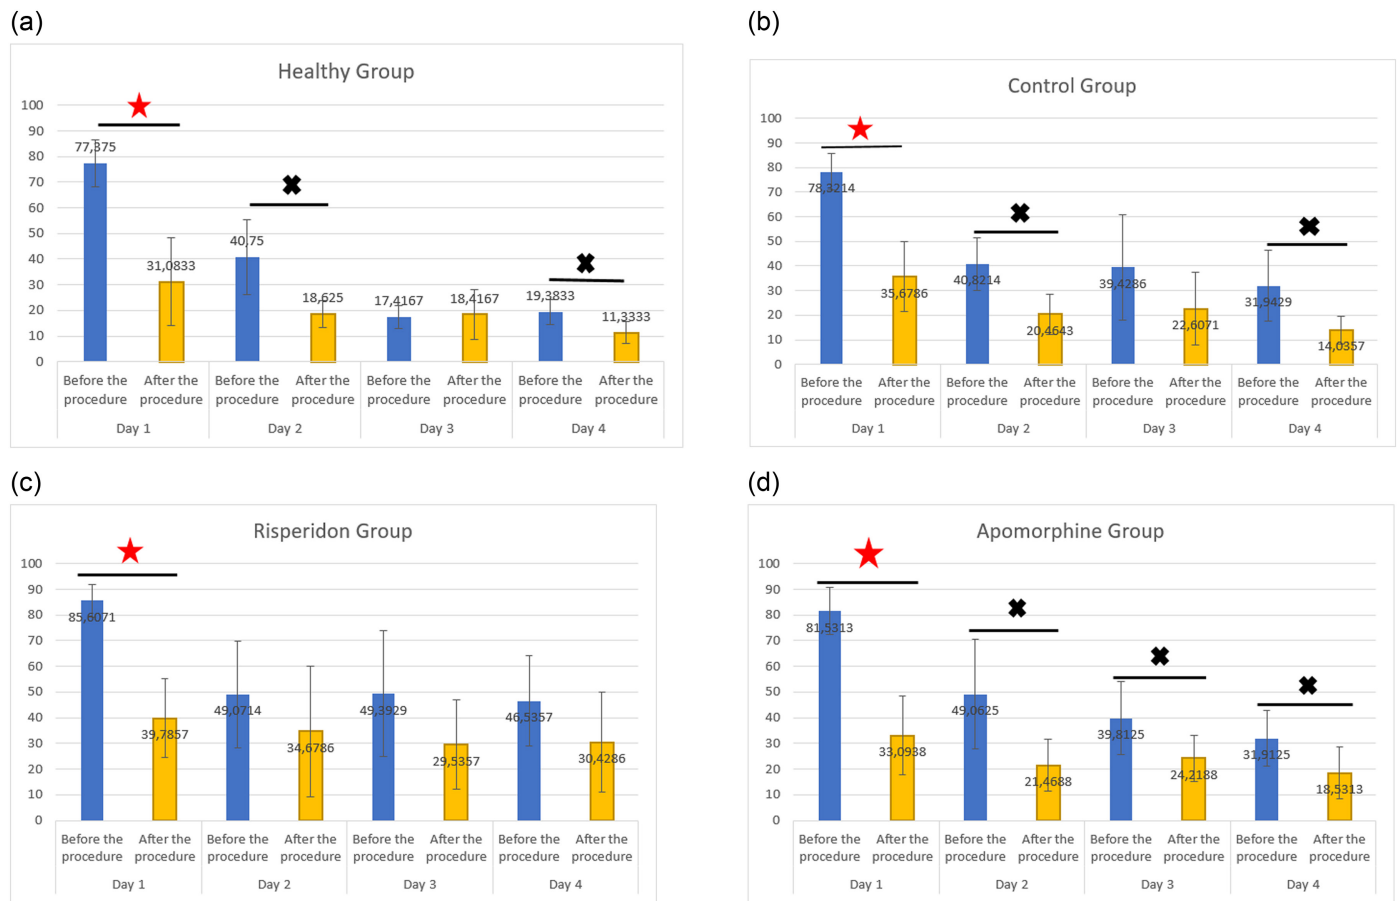 (a)
Healthy Group
100
90
80
70
60
50
40
30
20
10
0
77,375
31,0833
40,75
18,625
17,4167
18,4167
19,3833
11,3333
Before the procedure
After the procedure
Before the procedure
After the procedure
Before the procedure
After the procedure
Before the procedure
After the procedure
Day 1
Day 2
Day 3
Day 4
(b)
Control Group
100
90
80
70
60
50
40
30
20
10
0
78,3214
35,6786
40,8214
20,4643
39,4286
22,6071
31,9429
14,0357
Before the procedure
After the procedure
Before the procedure
After the procedure
Before the procedure
After the procedure
Before the procedure
After the procedure
Day 1
Day 2
Day 3
Day 4
(c)
Risperidon Group
100
90
80
70
60
50
40
30
20
10
0
85,6071
39,7857
49,0714
34,6786
49,3929
29,5357
46,5357
30,4286
Before the procedure
After the procedure
Before the procedure
After the procedure
Before the procedure
After the procedure
Before the procedure
After the procedure
Day 1
Day 2
Day 3
Day 4
(d)
Apomorphine Group
100
90
80
70
60
50
40
30
20
10
0
81,5313
33,0938
49,0625
21,4688
39,8125
24,2188
31,9125
18,5313
Before the procedure
After the procedure
Before the procedure
After the procedure
Before the procedure
After the procedure
Before the procedure
After the procedure
Day 1
Day 2
Day 3
Day 4